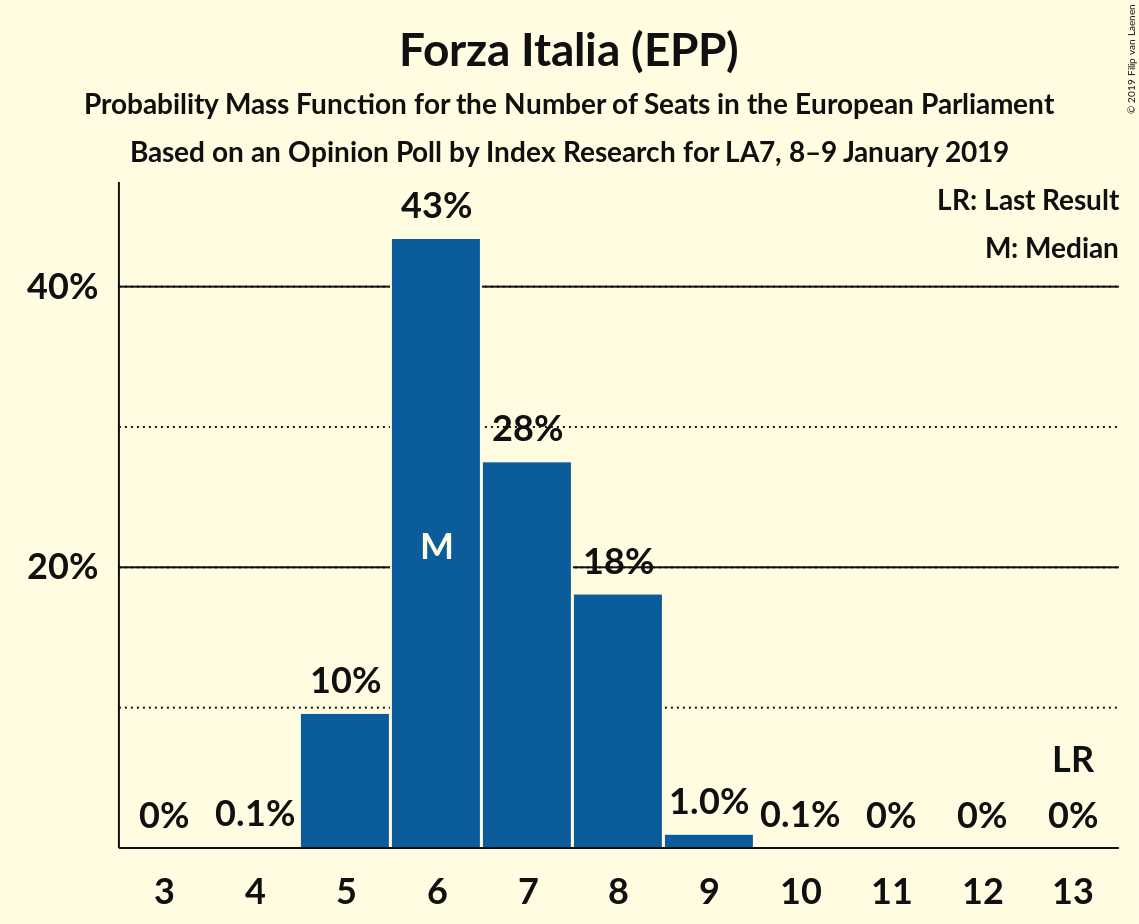 Forza Italia (EPP)
Probability Mass Function for the Number of Seats in the European Parliament
Based on an Opinion Poll by Index Research for LA7, 8–9 January 2019
© 2019 Filip van Laenen
LR: Last Result
M: Median
43%
40%
28%
M
20%
18%
10%
LR
0%
0.1%
1.0%
0.1%
0%
0%
0%
3 4 5 6 7 8 9 10 11 12 13